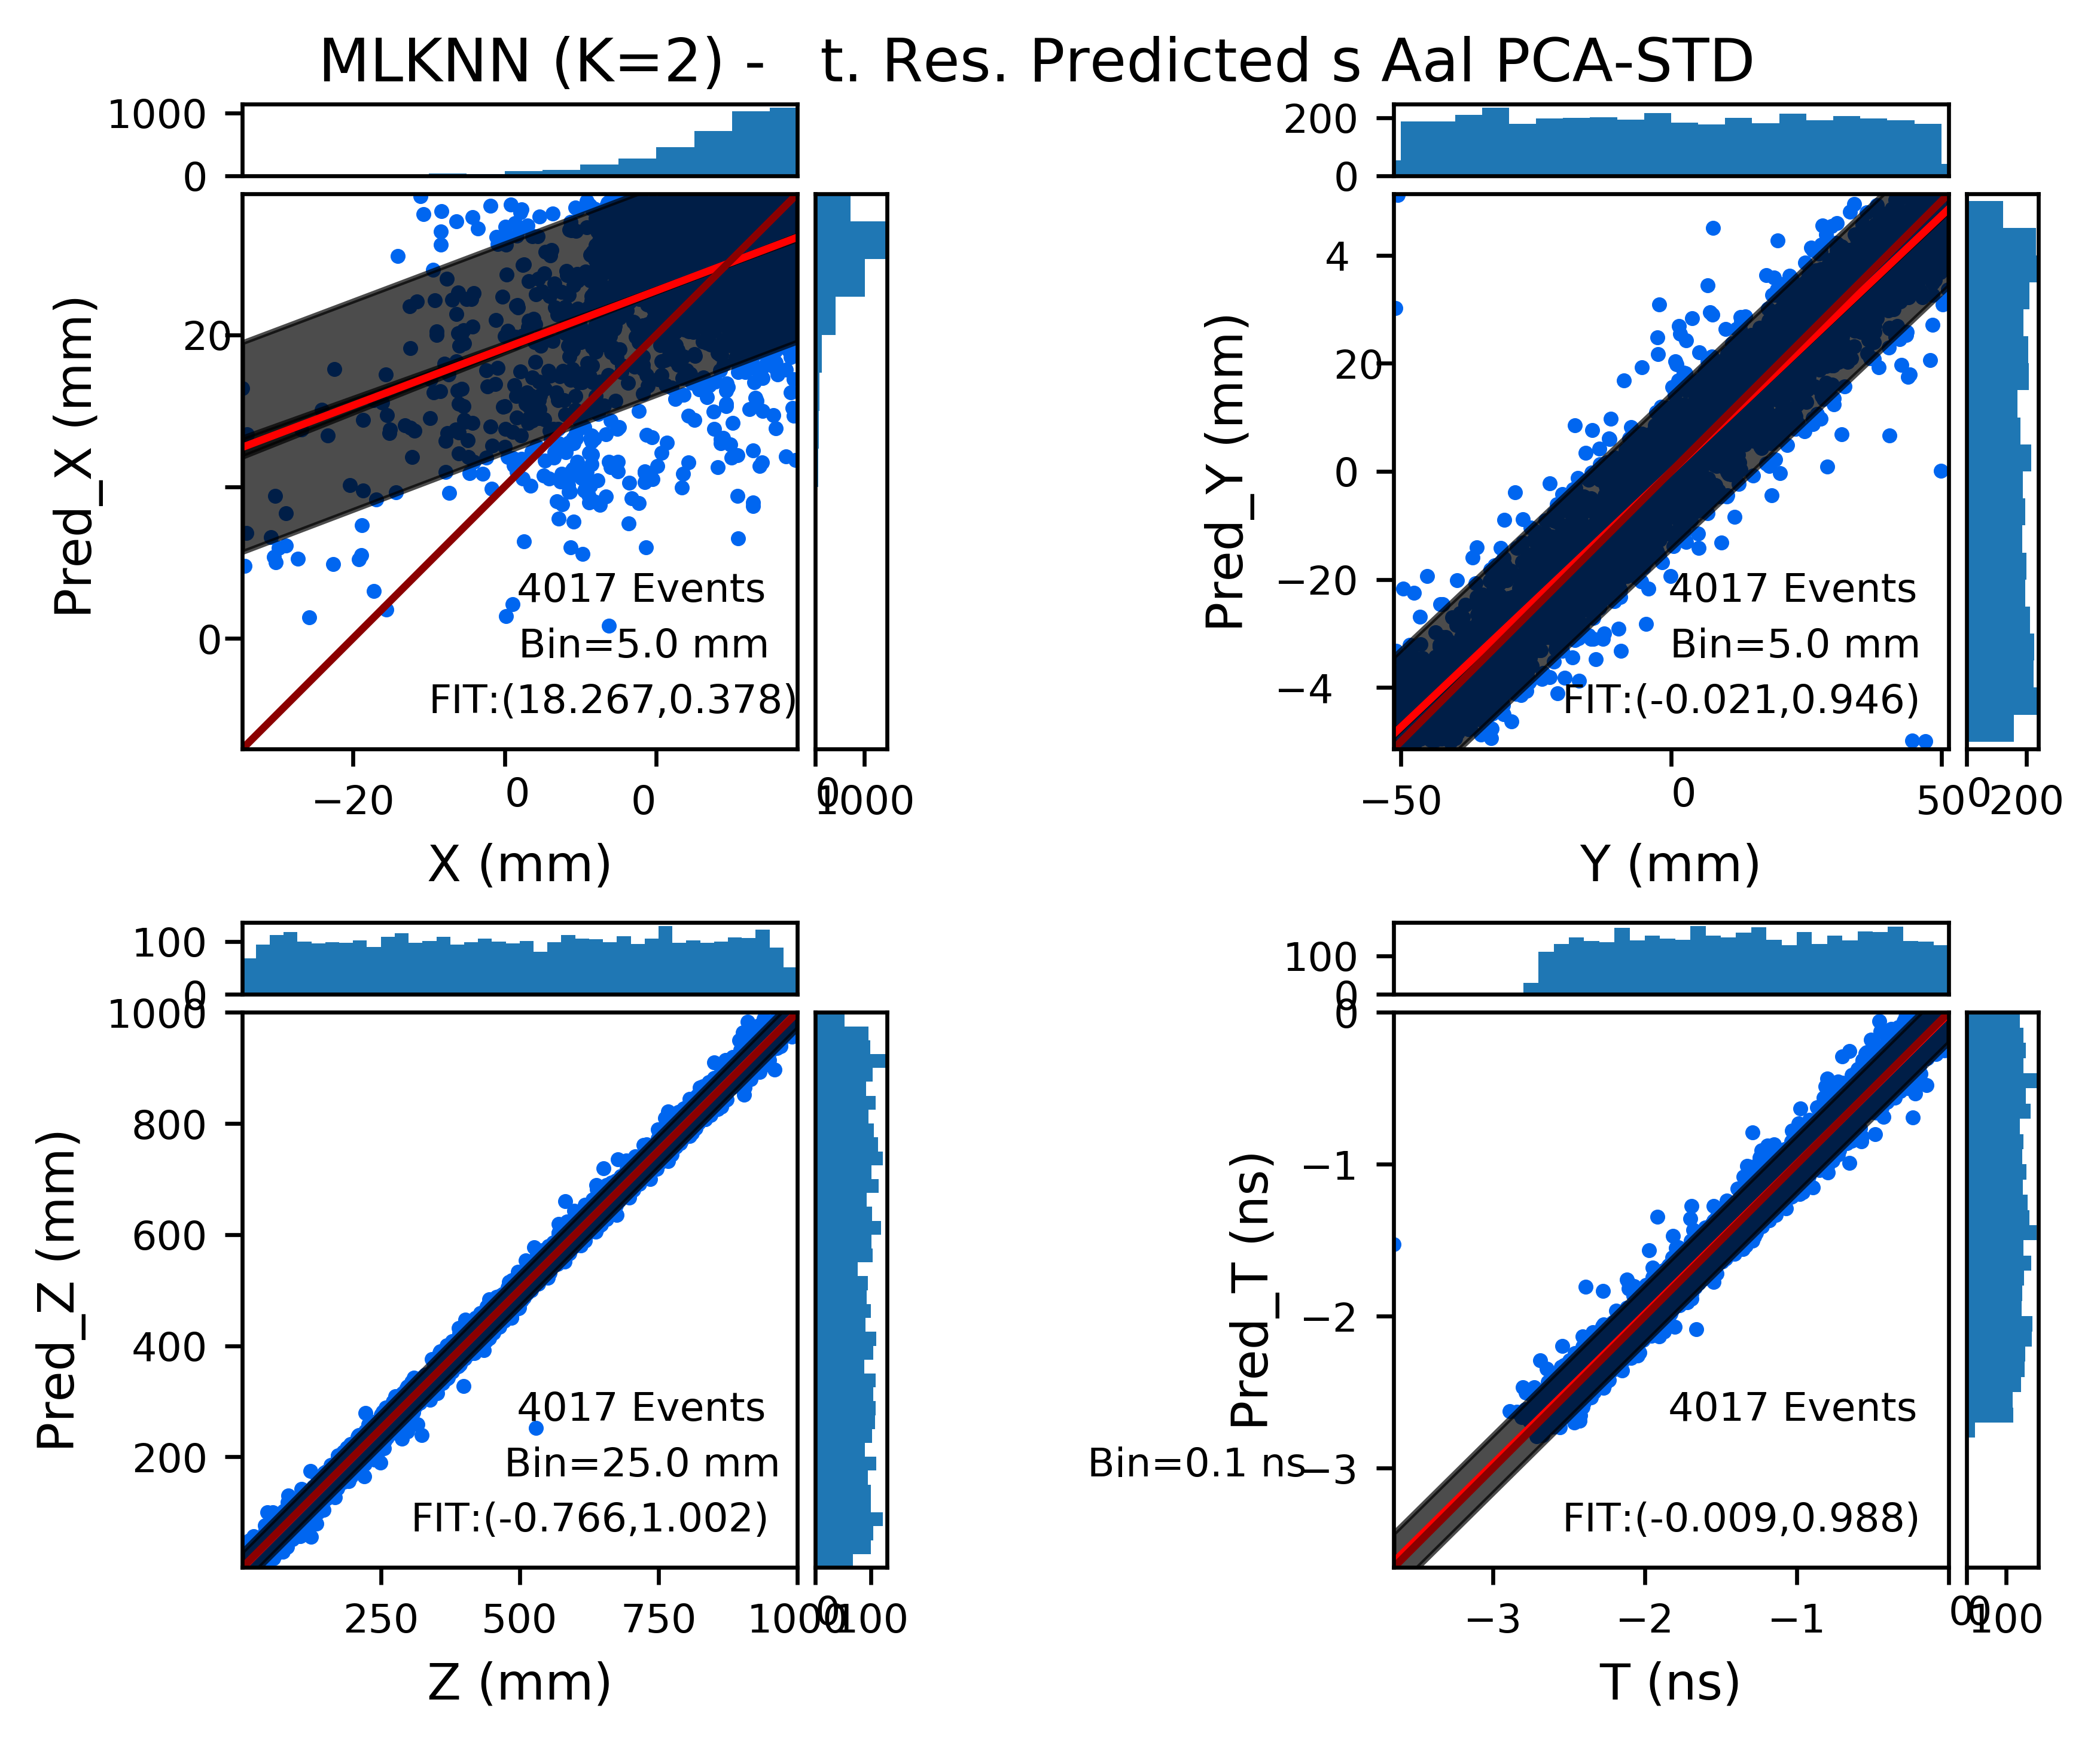 MLKNN (K=2) -   t. Res. Predicted s Aal PCA-STD
1000
0
Pred_X (mm)
20
0
4017 Events
Bin=5.0 mm
FIT:(18.267,0.378)
−20
0
0
0
1000
X (mm)
200
0
Pred_Y (mm)
4
20
0
−20
−4
4017 Events
Bin=5.0 mm
FIT:(-0.021,0.946)
−50
0
50
0
200
Y (mm)
100
0
Pred_Z (mm)
1000
800
600
400
200
4017 Events
Bin=25.0 mm
FIT:(-0.766,1.002)
250
500
750
1000
0
100
Z (mm)
100
0
Pred_T (ns)
0
−1
−2
−3
4017 Events
Bin=0.1 ns
FIT:(-0.009,0.988)
−3
−2
−1
0
0
100
T (ns)